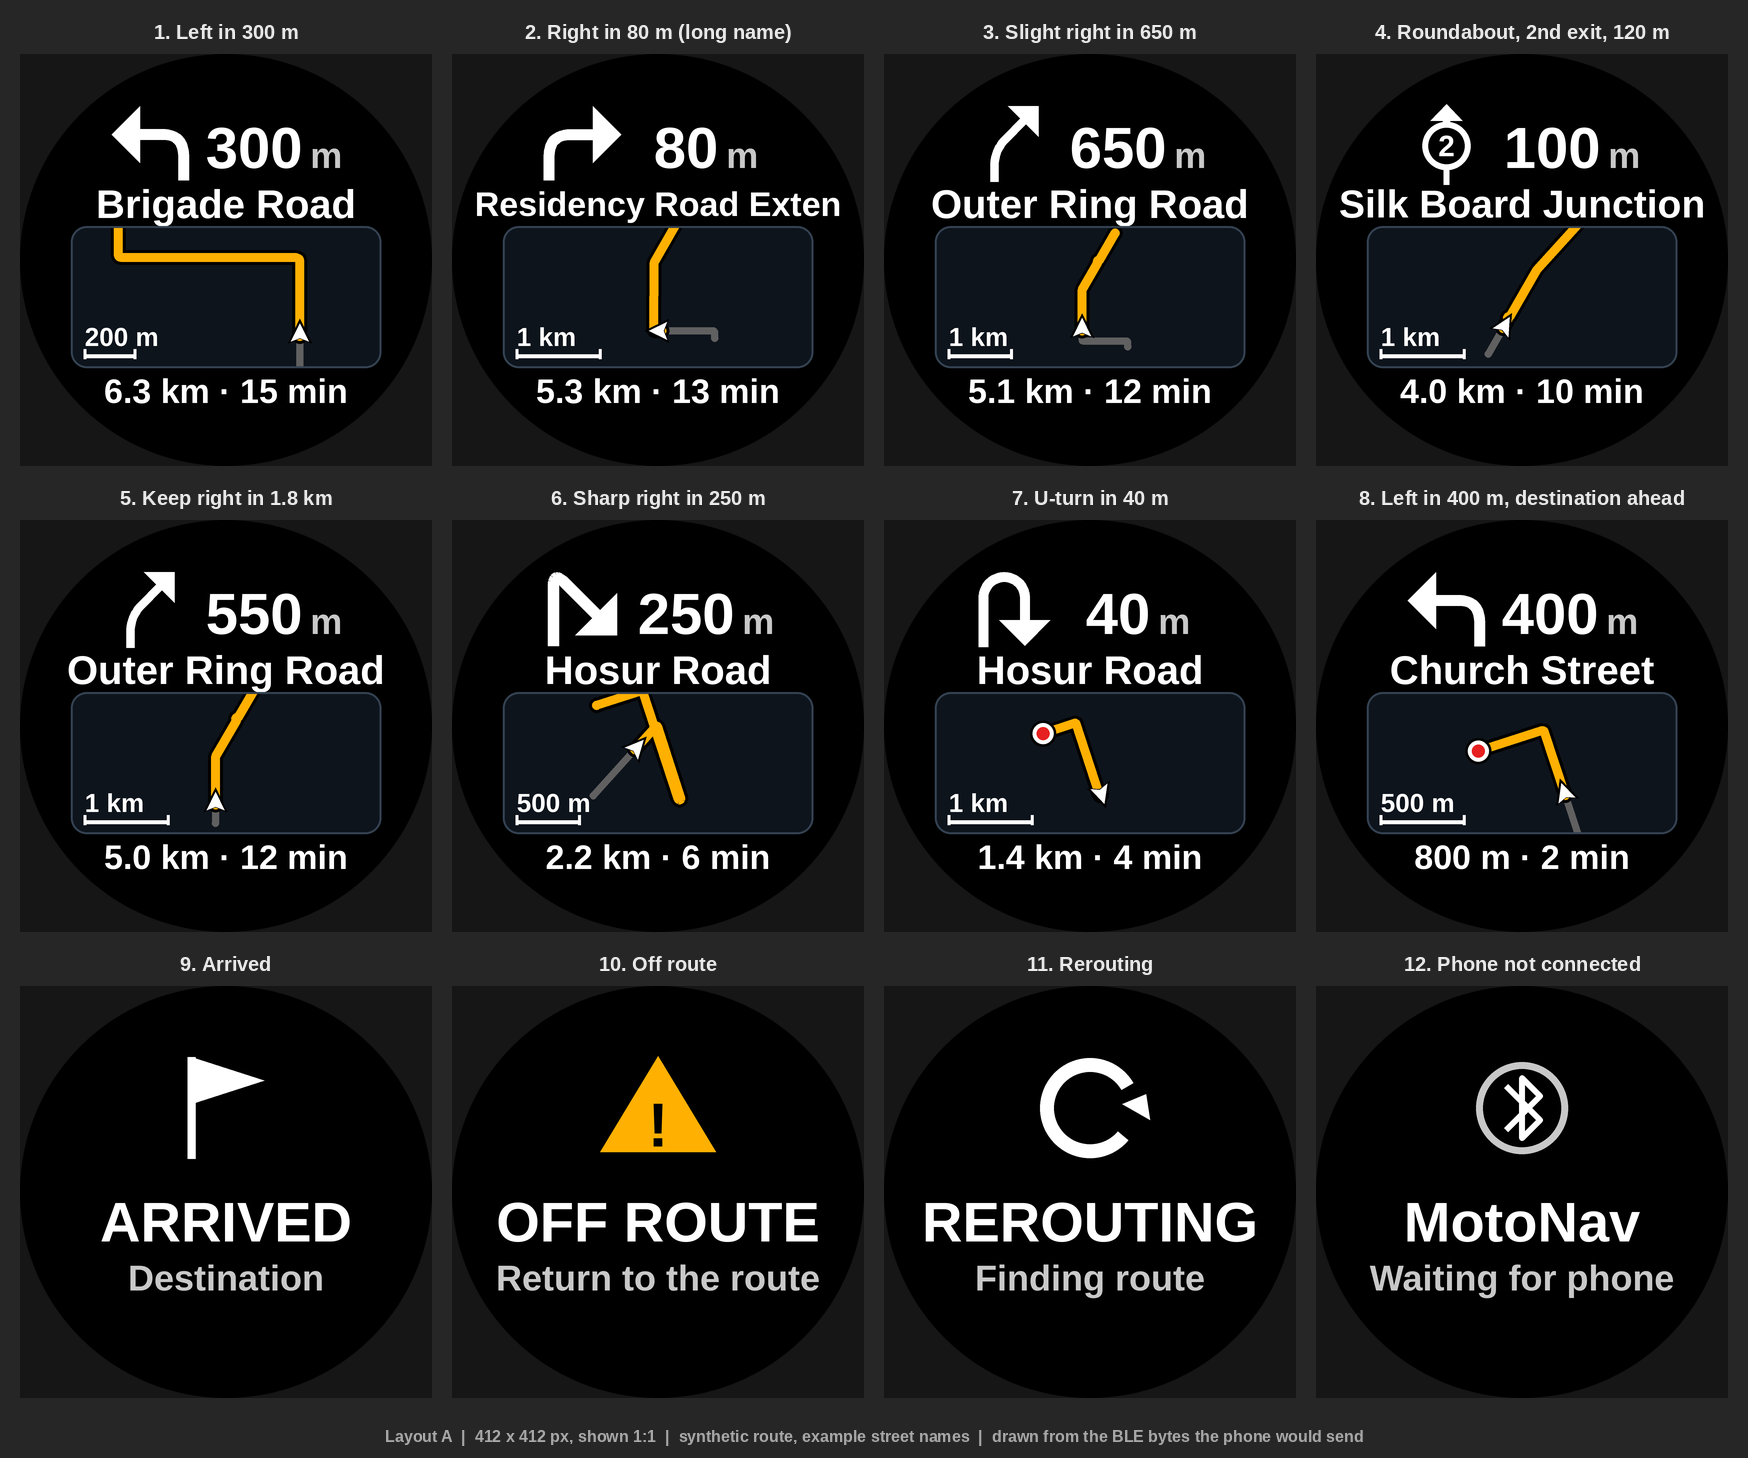 1. Left in 300 m
2. Right in 80 m (long name)
3. Slight right in 650 m
4. Roundabout, 2nd exit, 120 m
300 m
80 m
650 m
2
100 m
Brigade Road
Residency Road Exten
Outer Ring Road
Silk Board Junction
200 m
1 km
1 km
1 km
6.3 km · 15 min
5.3 km · 13 min
5.1 km · 12 min
4.0 km · 10 min
5. Keep right in 1.8 km
6. Sharp right in 250 m
7. U-turn in 40 m
8. Left in 400 m, destination ahead
550 m
250 m
40 m
400 m
Outer Ring Road
Hosur Road
Hosur Road
Church Street
1 km
500 m
1 km
500 m
5.0 km · 12 min
2.2 km · 6 min
1.4 km · 4 min
800 m · 2 min
9. Arrived
10. Off route
11. Rerouting
12. Phone not connected
!
ARRIVED
OFF ROUTE
REROUTING
MotoNav
Destination
Return to the route
Finding route
Waiting for phone
Layout A | 412 x 412 px, shown 1:1 | synthetic route, example street names | drawn from the BLE bytes the phone would send